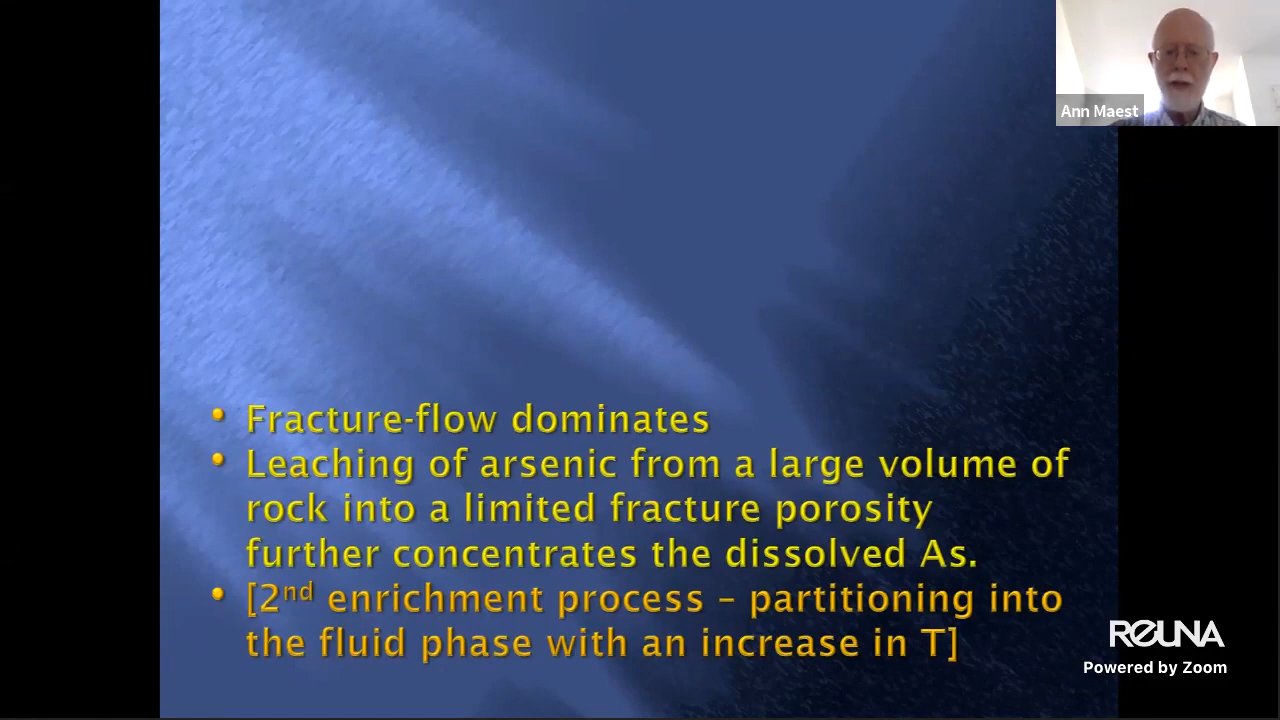 Ann Maest
• Fracture-flow dominates
• Leaching of arsenic from a large volume of
rock into a limited fracture porosity
further concentrates the dissolved As.
• [2nd enrichment process – partitioning into
the fluid phase with an increase in T]
REUNA
Powered by Zoom